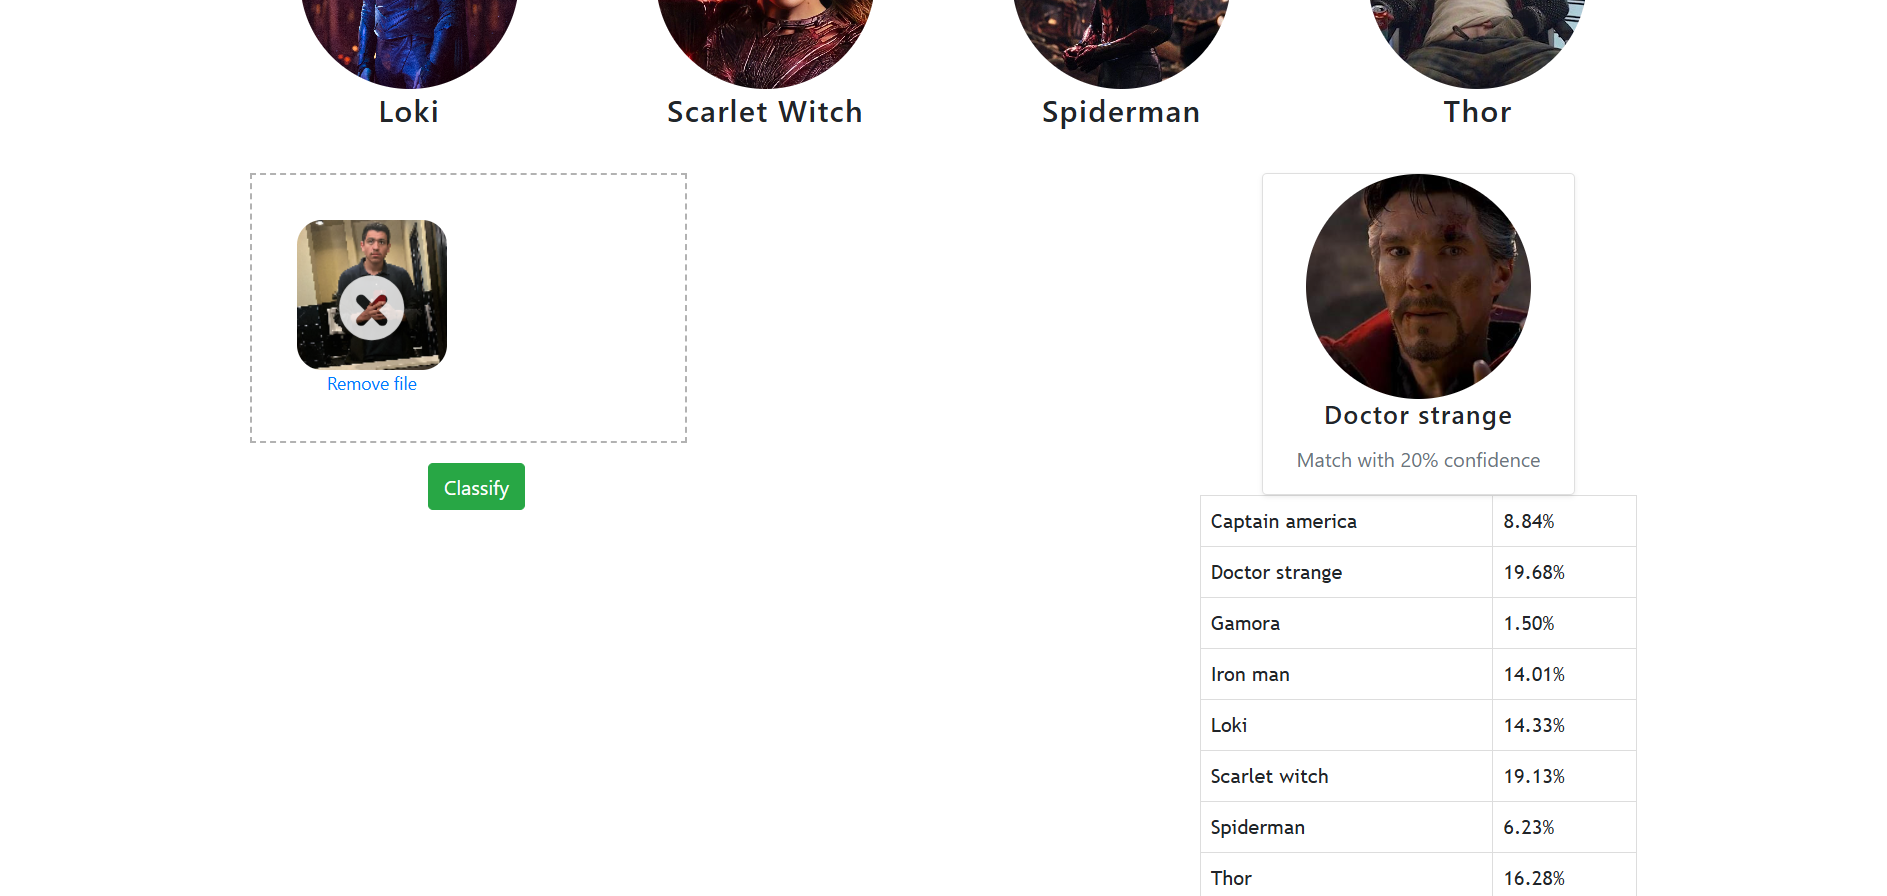 Loki
Scarlet Witch
Spiderman
Thor
Remove file
Classify
Doctor strange
Match with 20% confidence
Captain america 8.84%
Doctor strange 19.68%
Gamora 1.50%
Iron man 14.01%
Loki 14.33%
Scarlet witch 19.13%
Spiderman 6.23%
Thor 16.28%